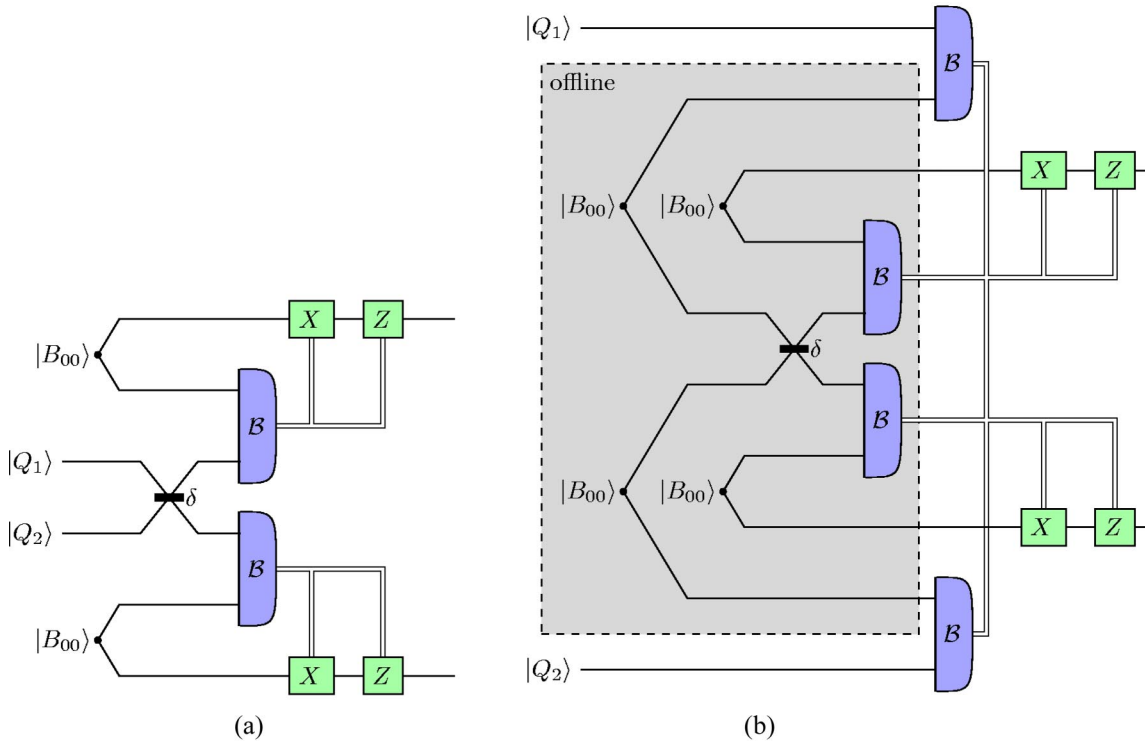 |Q₁⟩
offline
ℬ
X Z
|B₀₀⟩ |B₀₀⟩
ℬ
δ
ℬ
|B₀₀⟩ |B₀₀⟩
X Z
ℬ
|Q₂⟩
X Z
|B₀₀⟩
ℬ
|Q₁⟩
δ
|Q₂⟩
ℬ
|B₀₀⟩
X Z
(a) (b)